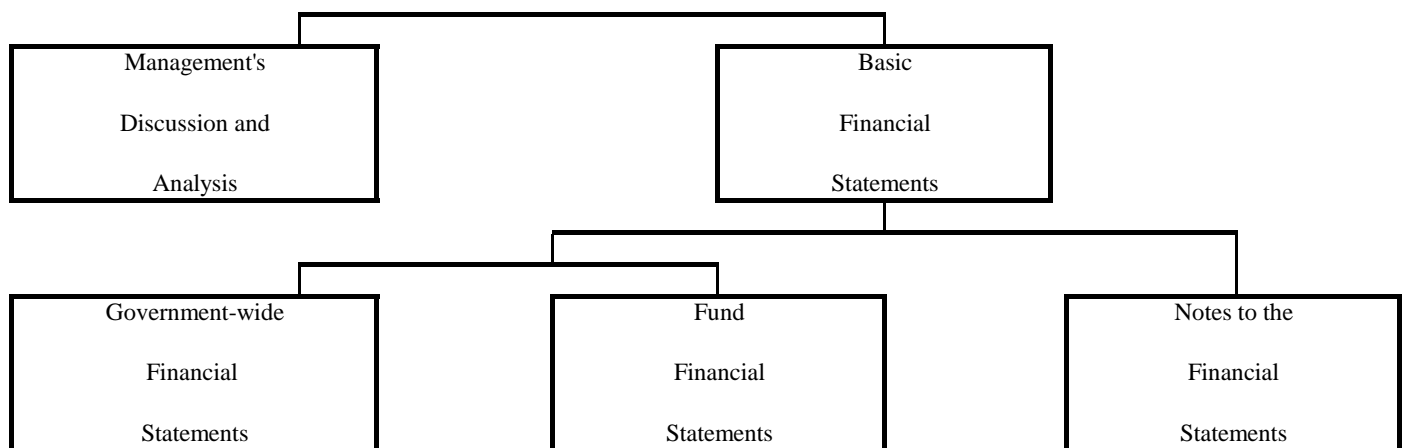 Management's
Discussion and
Analysis
Basic
Financial
Statements
Government-wide
Financial
Statements
Fund
Financial
Statements
Notes to the
Financial
Statements